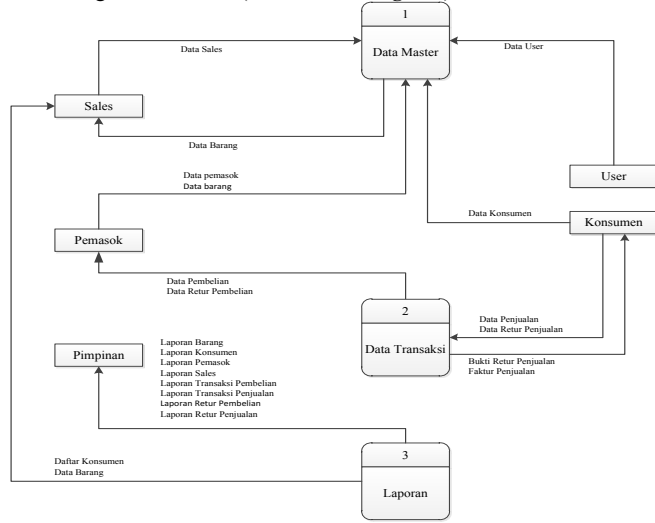 1
Data Master
Data Sales
Data User
Sales
Data Barang
User
Data pemasok
Data barang
Data Konsumen
Konsumen
Pemasok
Data Pembelian
Data Retur Pembelian
2
Data Transaksi
Data Penjualan
Data Retur Penjualan
Bukti Retur Penjualan
Faktur Penjualan
Pimpinan
Laporan Barang
Laporan Konsumen
Laporan Pemasok
Laporan Sales
Laporan Transaksi Pembelian
Laporan Transaksi Penjualan
Laporan Retur Pembelian
Laporan Retur Penjualan
3
Laporan
Daftar Konsumen
Data Barang